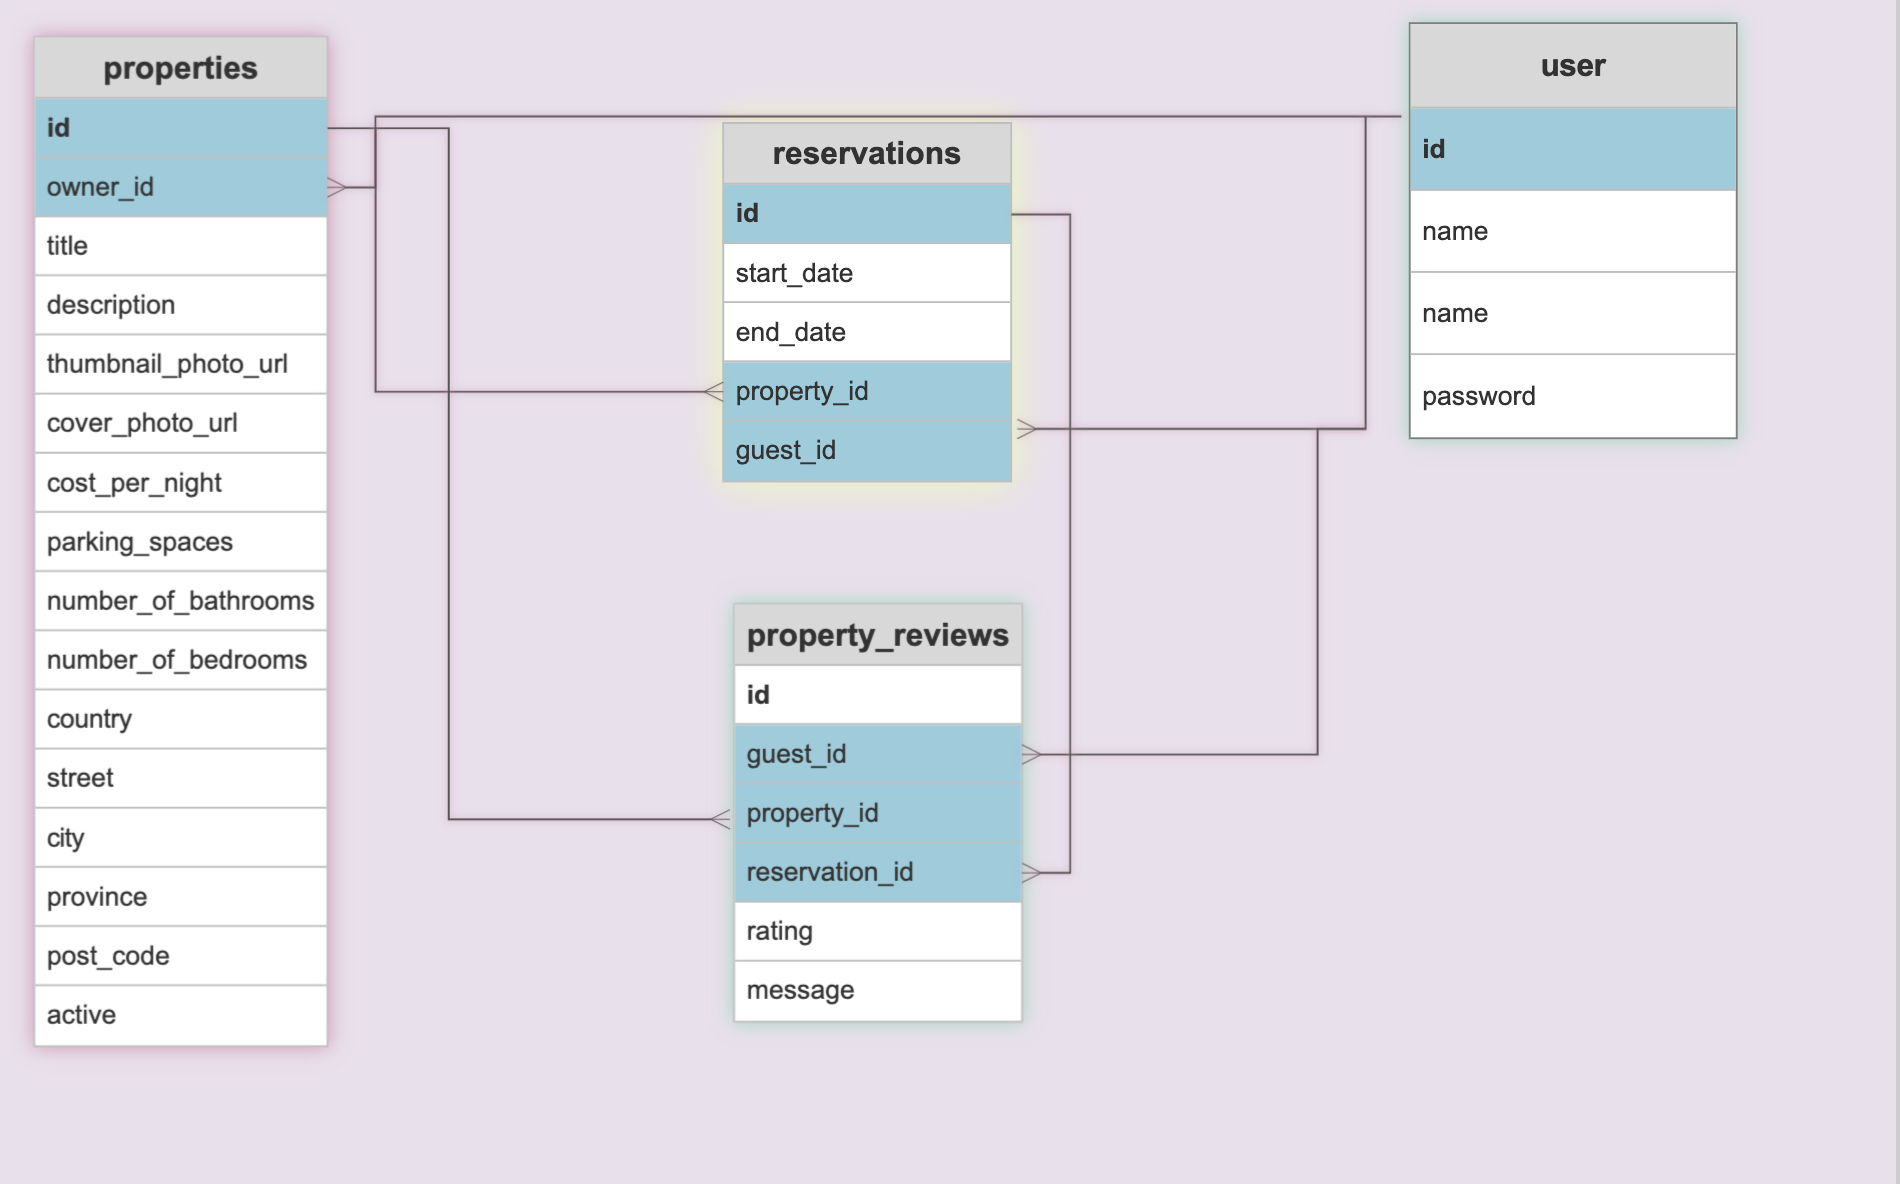 properties
id
owner_id
title
description
thumbnail_photo_url
cover_photo_url
cost_per_night
parking_spaces
number_of_bathrooms
number_of_bedrooms
country
street
city
province
post_code
active
reservations
id
start_date
end_date
property_id
guest_id
property_reviews
id
guest_id
property_id
reservation_id
rating
message
user
id
name
name
password